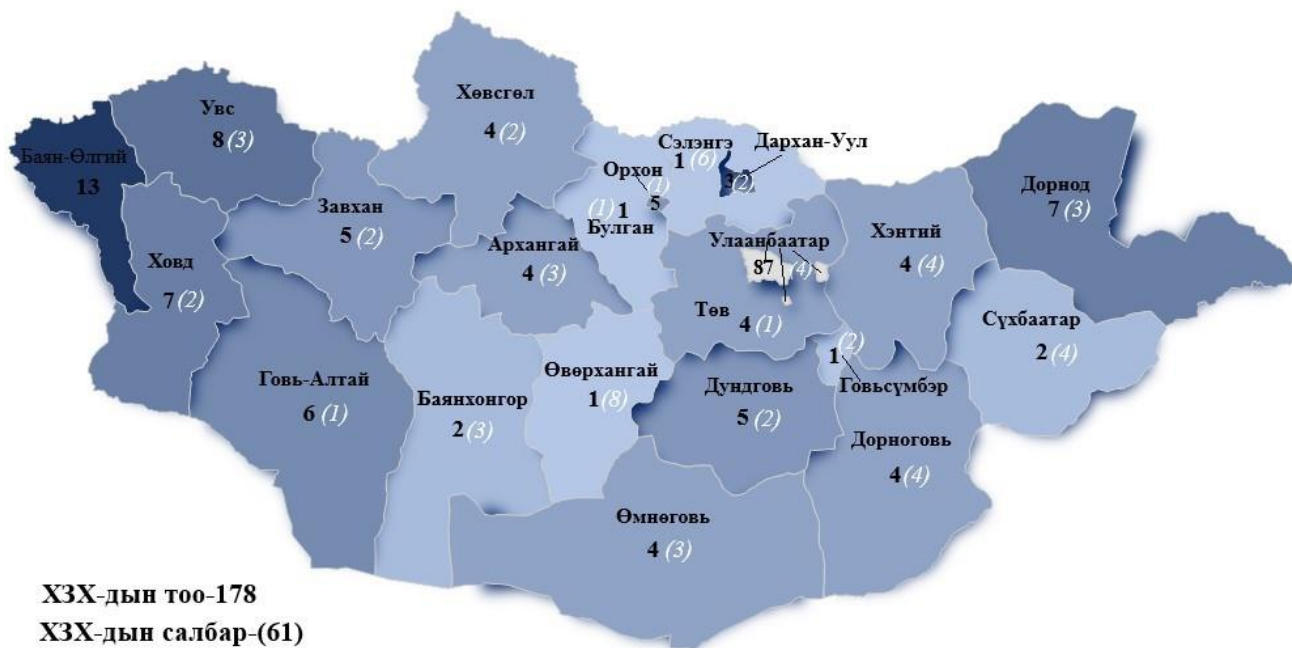 Хөвсгөл
4 (2)
Увс
8 (3)
Баян-Өлгий
13
Сэлэнгэ
1 (6)
Дархан-Уул
3 (2)
Орхон
(1)
5
(1) 1
Булган
Дорнод
7 (3)
Завхан
5 (2)
Архангай
4 (3)
Улаанбаатар
87 (4)
Хэнтий
4 (4)
Ховд
7 (2)
Төв
4 (1)
Сүхбаатар
2 (4)
(2)
1
Говьсүмбэр
Говь-Алтай
6 (1)
Баянхонгор
2 (3)
Өвөрхангай
1 (8)
Дундговь
5 (2)
Дорноговь
4 (4)
Өмнөговь
4 (3)
ХЗХ-дын тоо-178
ХЗХ-дын салбар-(61)